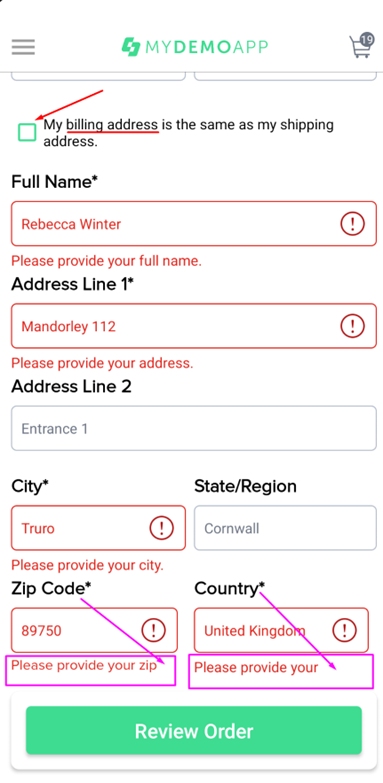 MYDEMOAPP
19
My billing address is the same as my shipping
address.
Full Name*
Rebecca Winter
Please provide your full name.
Address Line 1*
Mandorley 112
Please provide your address.
Address Line 2
Entrance 1
City* State/Region
Truro Cornwall
Please provide your city.
Zip Code* Country*
89750 United Kingdom
Please provide your zip Please provide your
Review Order